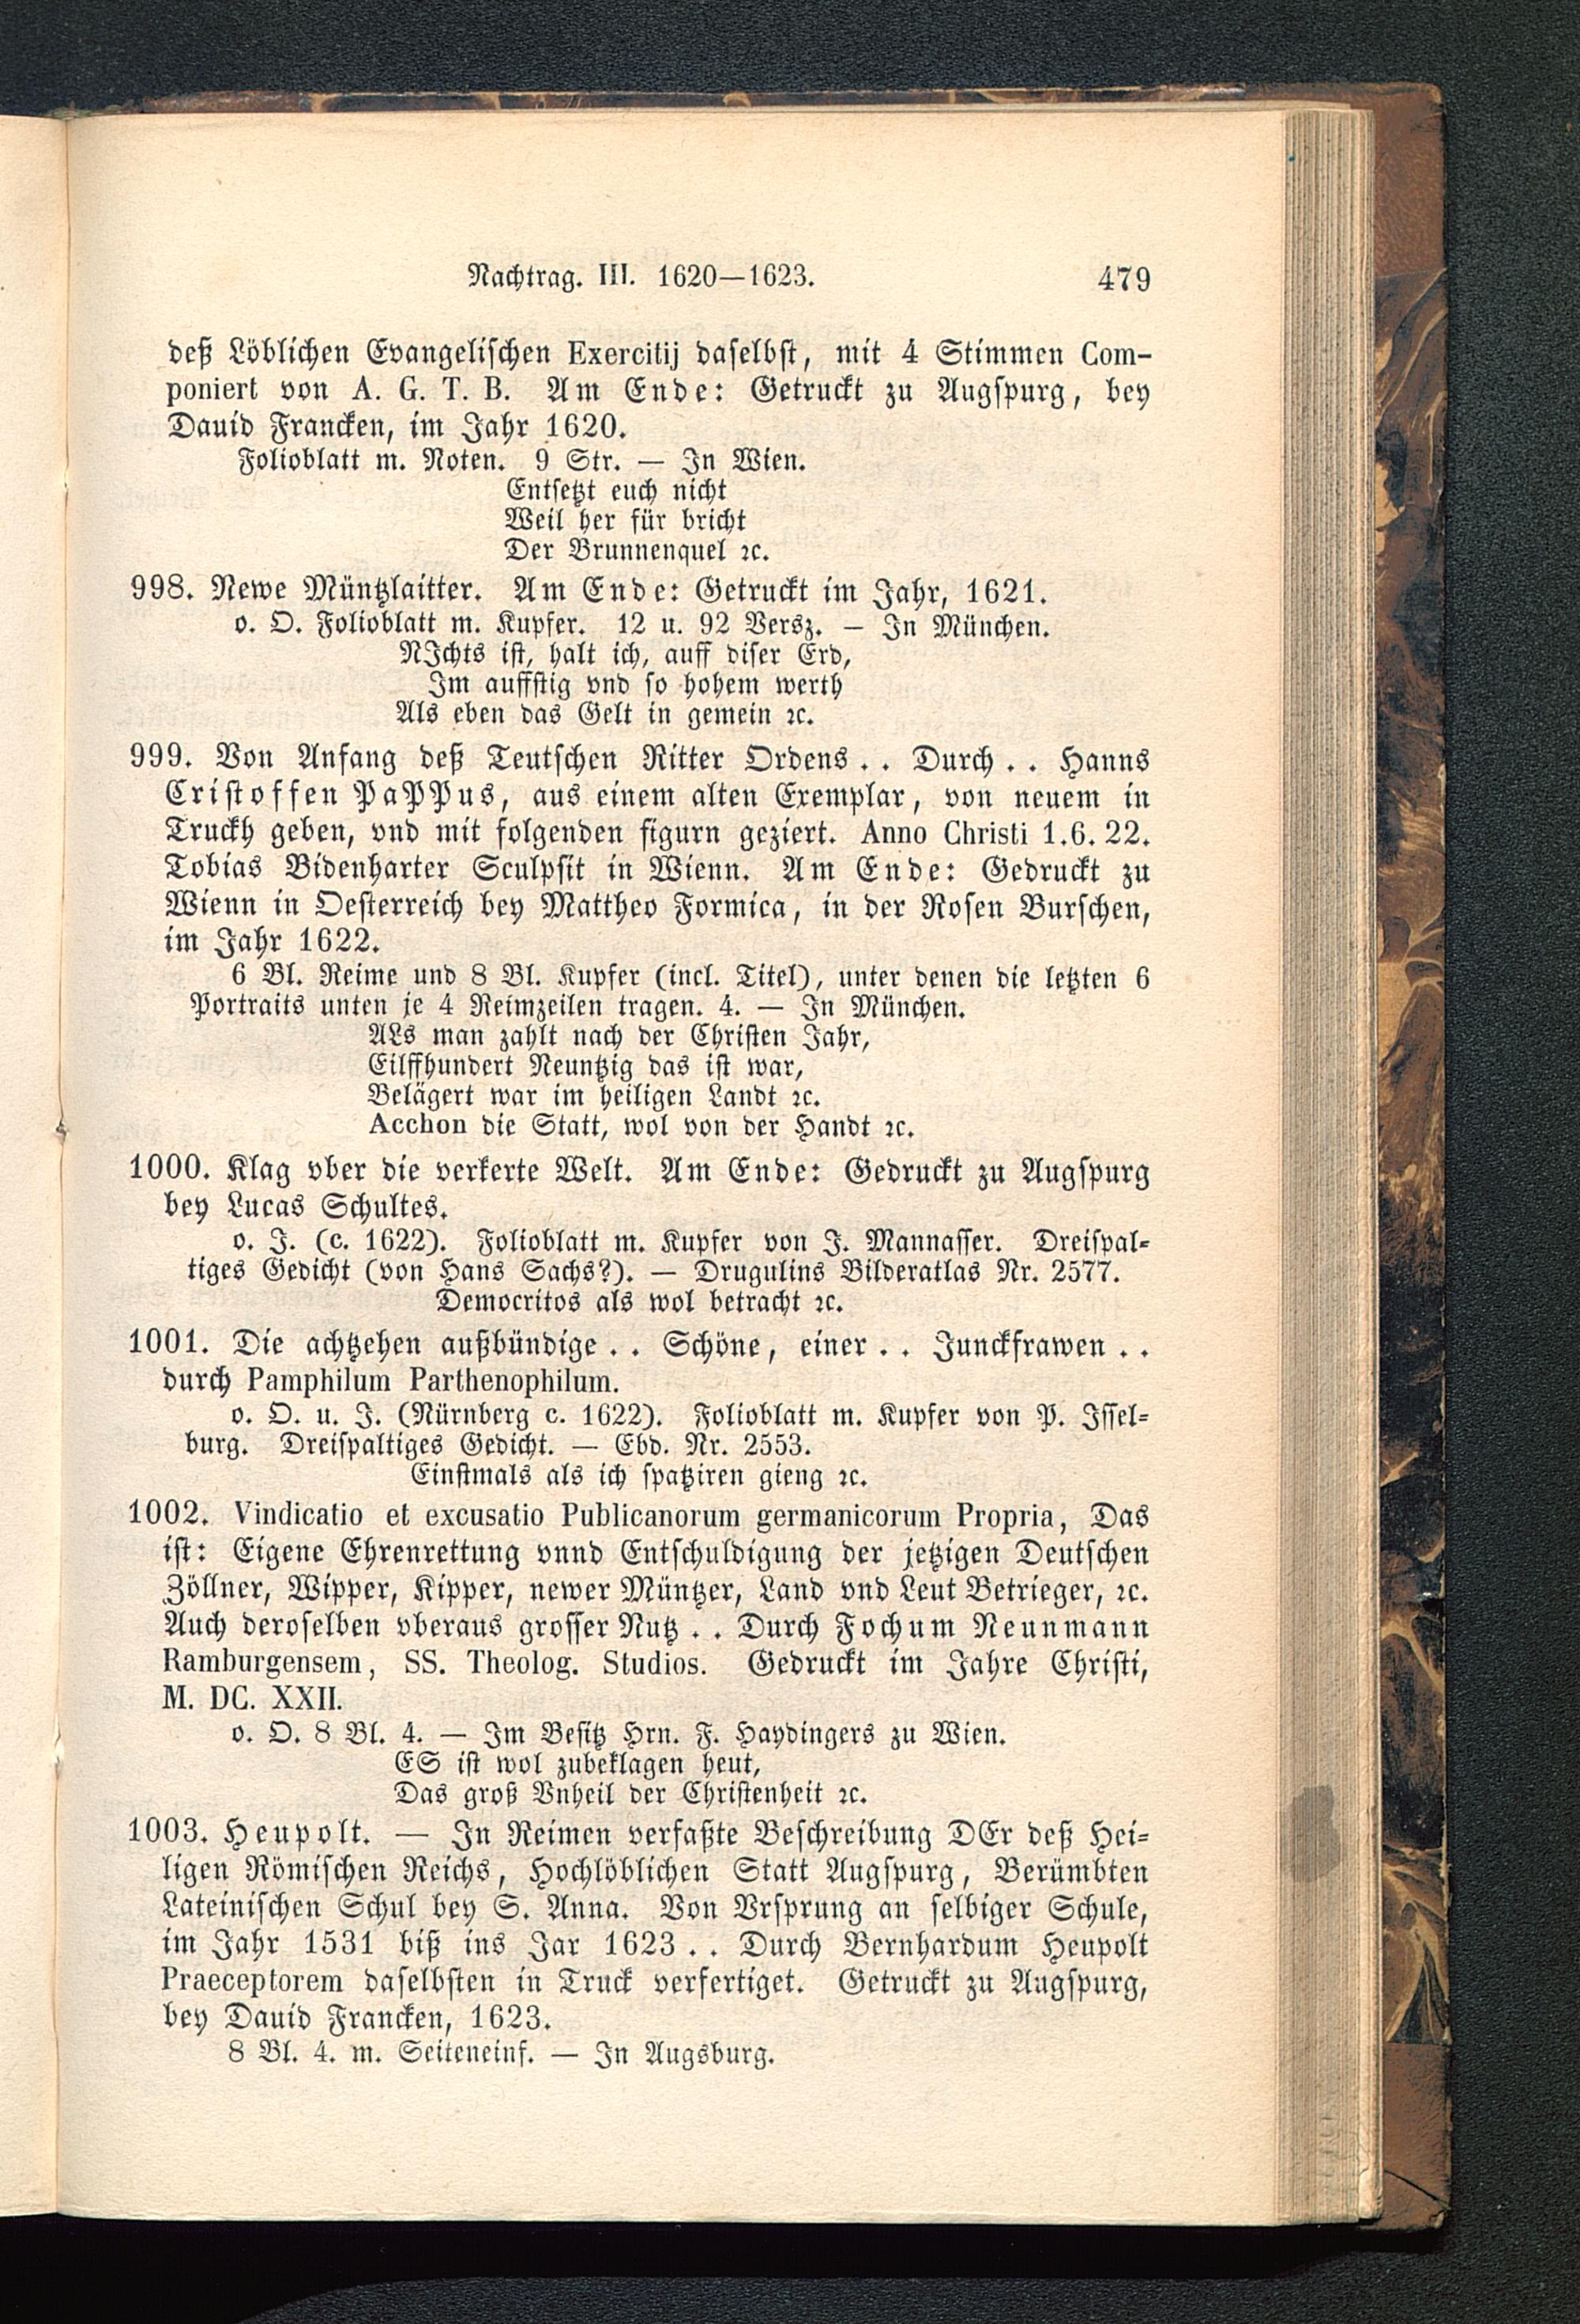 Nachtrag. III. 1620—1623. 479
deß Löblichen Evangelischen Exercitij daselbst, mit 4 Stimmen Com-
poniert von A. G. T. B. Am Ende: Getruckt zu Augspurg, bey
Dauid Francken, im Jahr 1620.
Folioblatt m. Noten. 9 Str. — In Wien.
Entsetzt euch nicht
Weil her für bricht
Der Brunnenquel ꝛc.
998. Newe Müntzlaitter. Am Ende: Getruckt im Jahr, 1621.
o. O. Folioblatt m. Kupfer. 12 u. 92 Versz. — In München.
NJchts ist, halt ich, auff diser Erd,
Im auffstig vnd so hohem werth
Als eben das Gelt in gemein ꝛc.
999. Von Anfang deß Teutschen Ritter Ordens . . Durch . . Hanns
Cristoffen PaPPus, aus einem alten Exemplar, von neuem in
Truckh geben, vnd mit folgenden figurn geziert. Anno Christi 1.6.22.
Tobias Bidenharter Sculpsit in Wienn. Am Ende: Gedruckt zu
Wienn in Oesterreich bey Mattheo Formica, in der Rosen Burschen,
im Jahr 1622.
6 Bl. Reime und 8 Bl. Kupfer (incl. Titel), unter denen die letzten 6
Portraits unten je 4 Reimzeilen tragen. 4. — In München.
ALs man zahlt nach der Christen Jahr,
Eilffhundert Neuntzig das ist war,
Belägert war im heiligen Landt ꝛc.
Acchon die Statt, wol von der Handt ꝛc.
1000. Klag vber die verkerte Welt. Am Ende: Gedruckt zu Augspurg
bey Lucas Schultes.
o. J. (c. 1622). Folioblatt m. Kupfer von J. Mannasser. Dreispal-
tiges Gedicht (von Hans Sachs?). — Drugulins Bilderatlas Nr. 2577.
Democritos als wol betracht ꝛc.
1001. Die achtzehen außbündige . . Schöne, einer . . Junckfrawen . .
durch Pamphilum Parthenophilum.
o. O. u. J. (Nürnberg c. 1622). Folioblatt m. Kupfer von P. Issel-
burg. Dreispaltiges Gedicht. — Ebd. Nr. 2553.
Einstmals als ich spatziren gieng ꝛc.
1002. Vindicatio et excusatio Publicanorum germanicorum Propria, Das
ist: Eigene Ehrenrettung vnnd Entschuldigung der jetzigen Deutschen
Zöllner, Wipper, Kipper, newer Müntzer, Land vnd Leut Betrieger, ꝛc.
Auch deroselben vberaus grosser Nutz . . Durch Fochum Neunmann
Ramburgensem, SS. Theolog. Studios. Gedruckt im Jahre Christi,
M. DC. XXII.
o. O. 8 Bl. 4. — Im Besitz Hrn. F. Haydingers zu Wien.
ES ist wol zubeklagen heut,
Das groß Vnheil der Christenheit ꝛc.
1003. Heupolt. — In Reimen verfaßte Beschreibung DEr deß Hei-
ligen Römischen Reichs, Hochlöblichen Statt Augspurg, Berümbten
Lateinischen Schul bey S. Anna. Von Vrsprung an selbiger Schule,
im Jahr 1531 biß ins Jar 1623 . . Durch Bernhardum Heupolt
Praeceptorem daselbsten in Truck verfertiget. Getruckt zu Augspurg,
bey Dauid Francken, 1623.
8 Bl. 4. m. Seiteneinf. — In Augsburg.